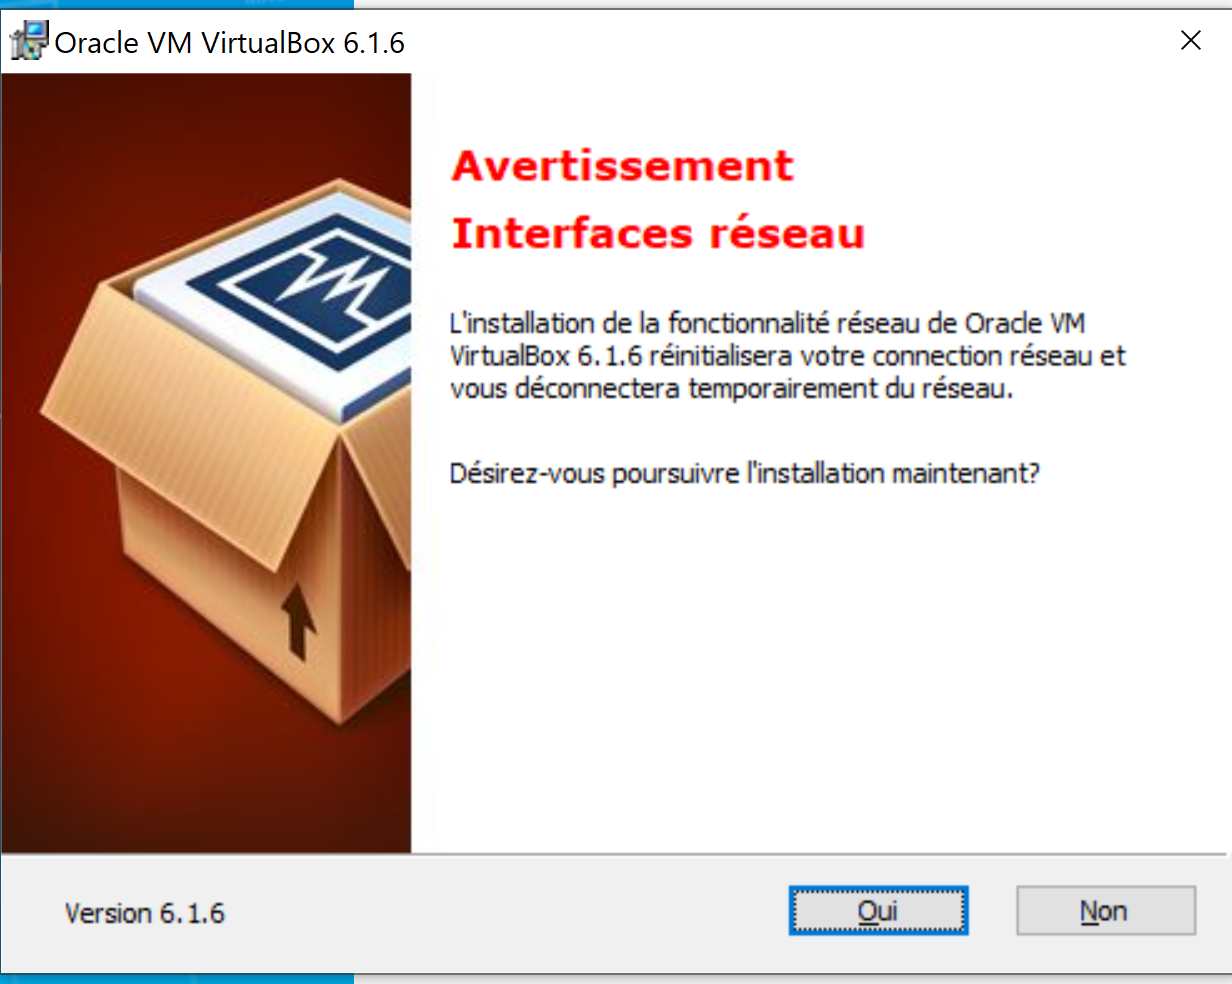 Oracle VM VirtualBox 6.1.6
Avertissement
Interfaces réseau
L'installation de la fonctionnalité réseau de Oracle VM
VirtualBox 6.1.6 réinitialisera votre connection réseau et
vous déconnectera temporairement du réseau.
Désirez-vous poursuivre l'installation maintenant?
Version 6.1.6
Oui
Non